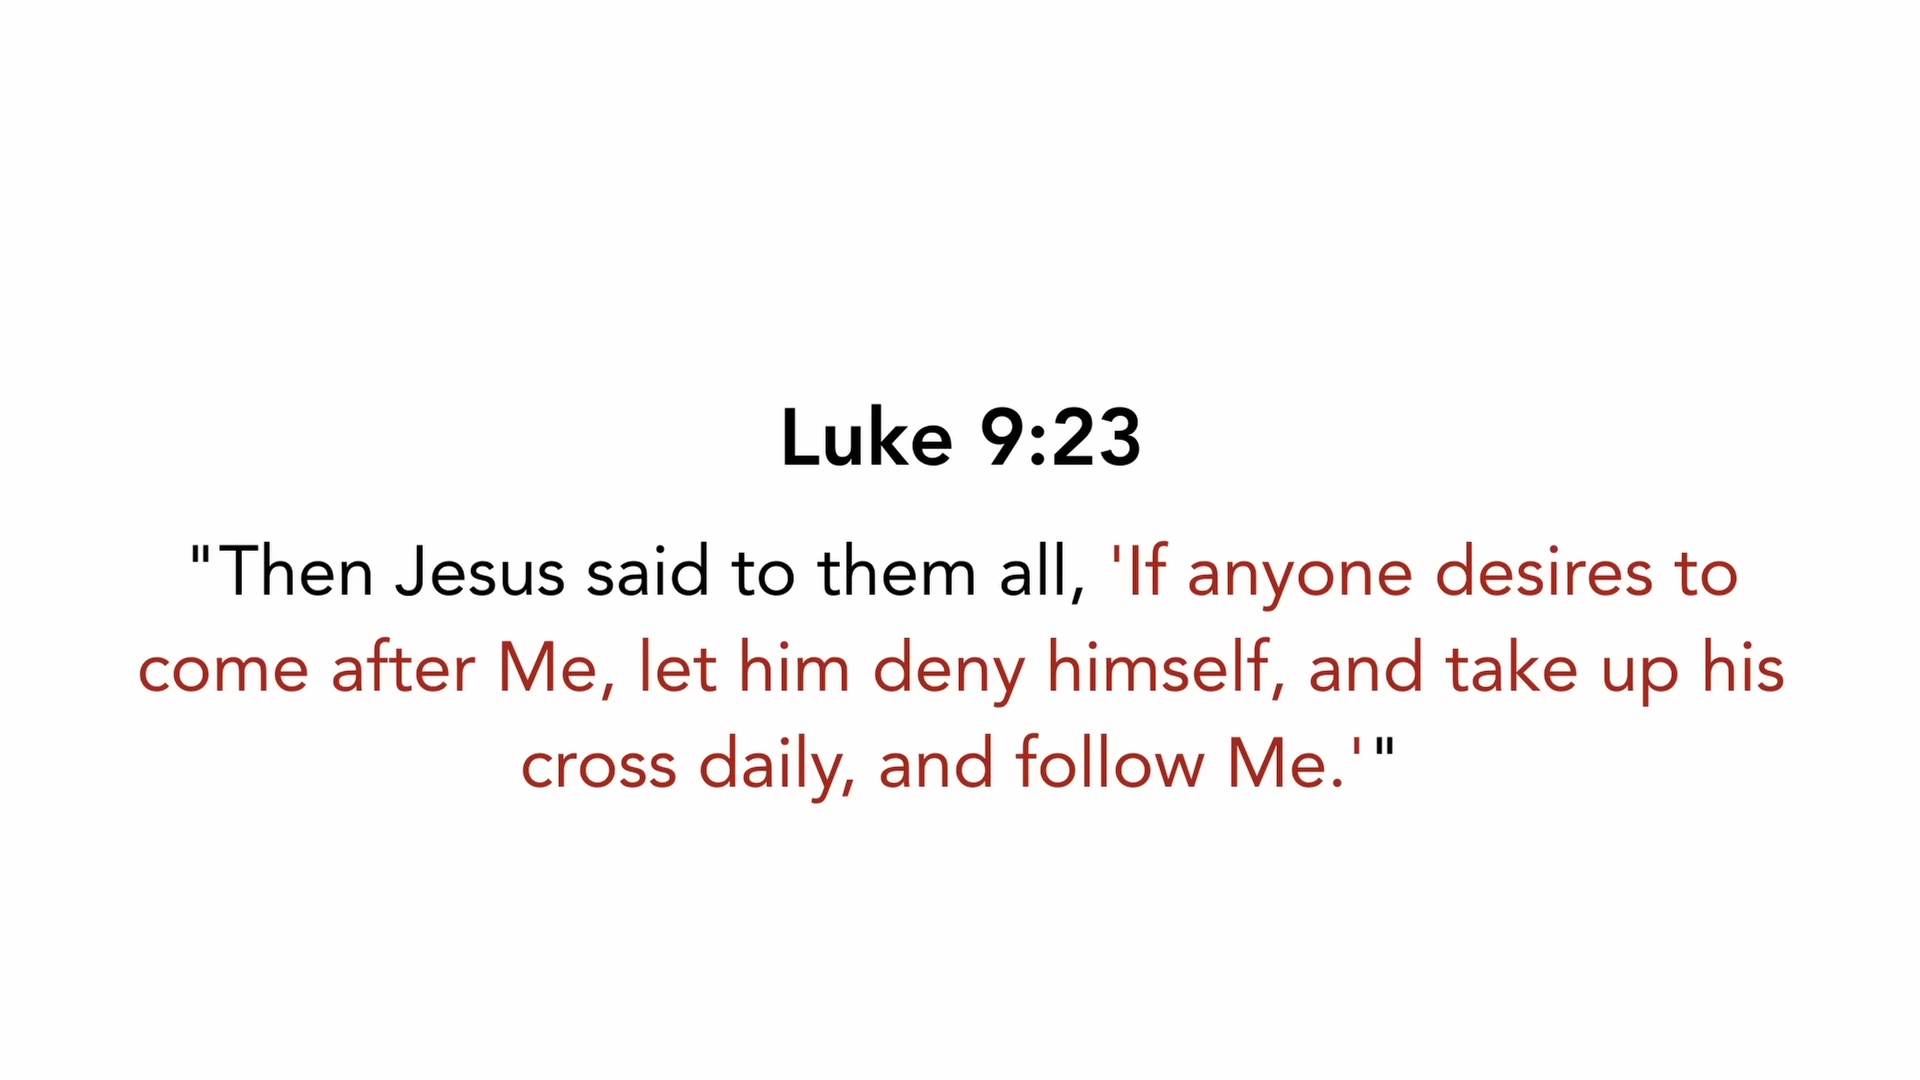 Luke 9:23
"Then Jesus said to them all, 'If anyone desires to
come after Me, let him deny himself, and take up his
cross daily, and follow Me.'"